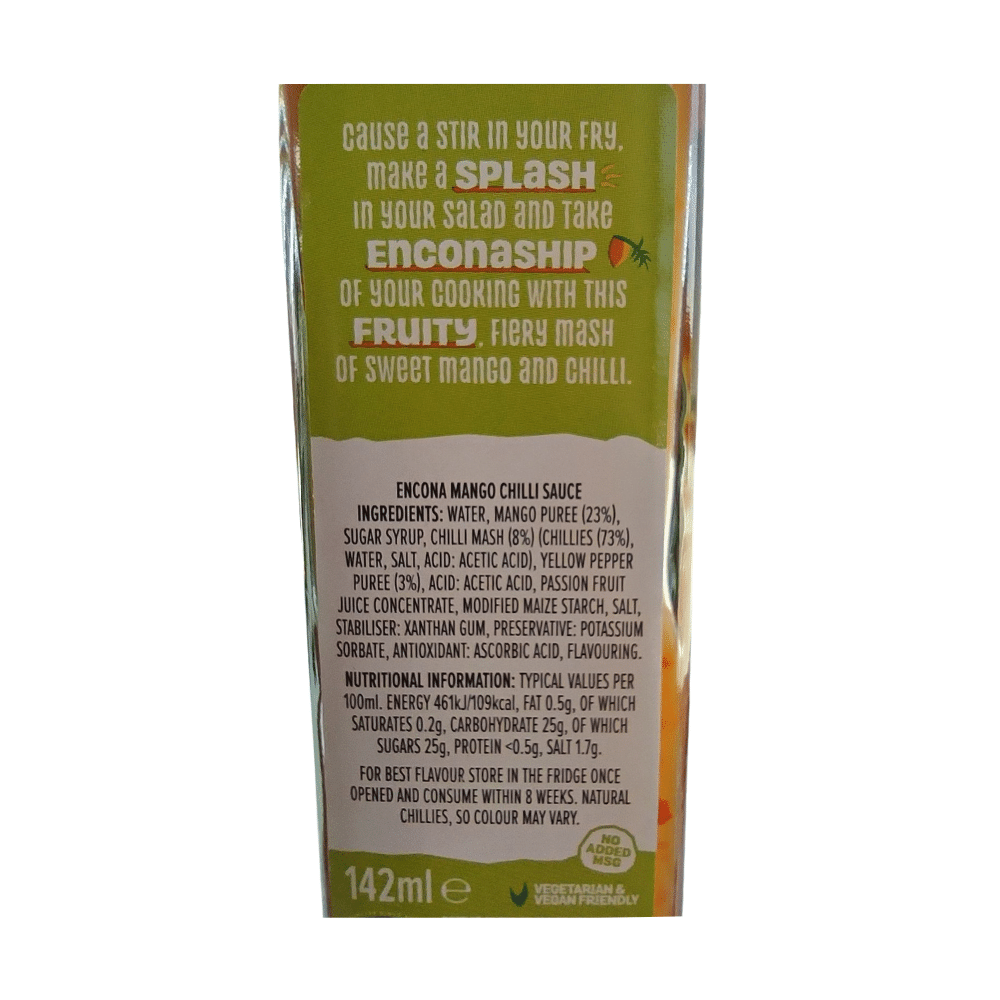 CAUSE A STIR IN YOUR FRY,
MAKE A SPLASH
IN YOUR SALAD AND TAKE
ENCONASHIP
OF YOUR COOKING WITH THIS
FRUITY, FIERY MASH
OF SWEET MANGO AND CHILLI.
ENCONA MANGO CHILLI SAUCE
INGREDIENTS: WATER, MANGO PUREE (23%),
SUGAR SYRUP, CHILLI MASH (8%) (CHILLIES (73%),
WATER, SALT, ACID: ACETIC ACID), YELLOW PEPPER
PUREE (3%), ACID: ACETIC ACID, PASSION FRUIT
JUICE CONCENTRATE, MODIFIED MAIZE STARCH, SALT,
STABILISER: XANTHAN GUM, PRESERVATIVE: POTASSIUM
SORBATE, ANTIOXIDANT: ASCORBIC ACID, FLAVOURING.
NUTRITIONAL INFORMATION: TYPICAL VALUES PER
100ml. ENERGY 461kJ/109kcal, FAT 0.5g, OF WHICH
SATURATES 0.2g, CARBOHYDRATE 25g, OF WHICH
SUGARS 25g, PROTEIN <0.5g, SALT 1.7g.
FOR BEST FLAVOUR STORE IN THE FRIDGE ONCE
OPENED AND CONSUME WITHIN 8 WEEKS. NATURAL
CHILLIES, SO COLOUR MAY VARY.
NO
ADDED
MSG
142ml e
VEGETARIAN &
VEGAN FRIENDLY